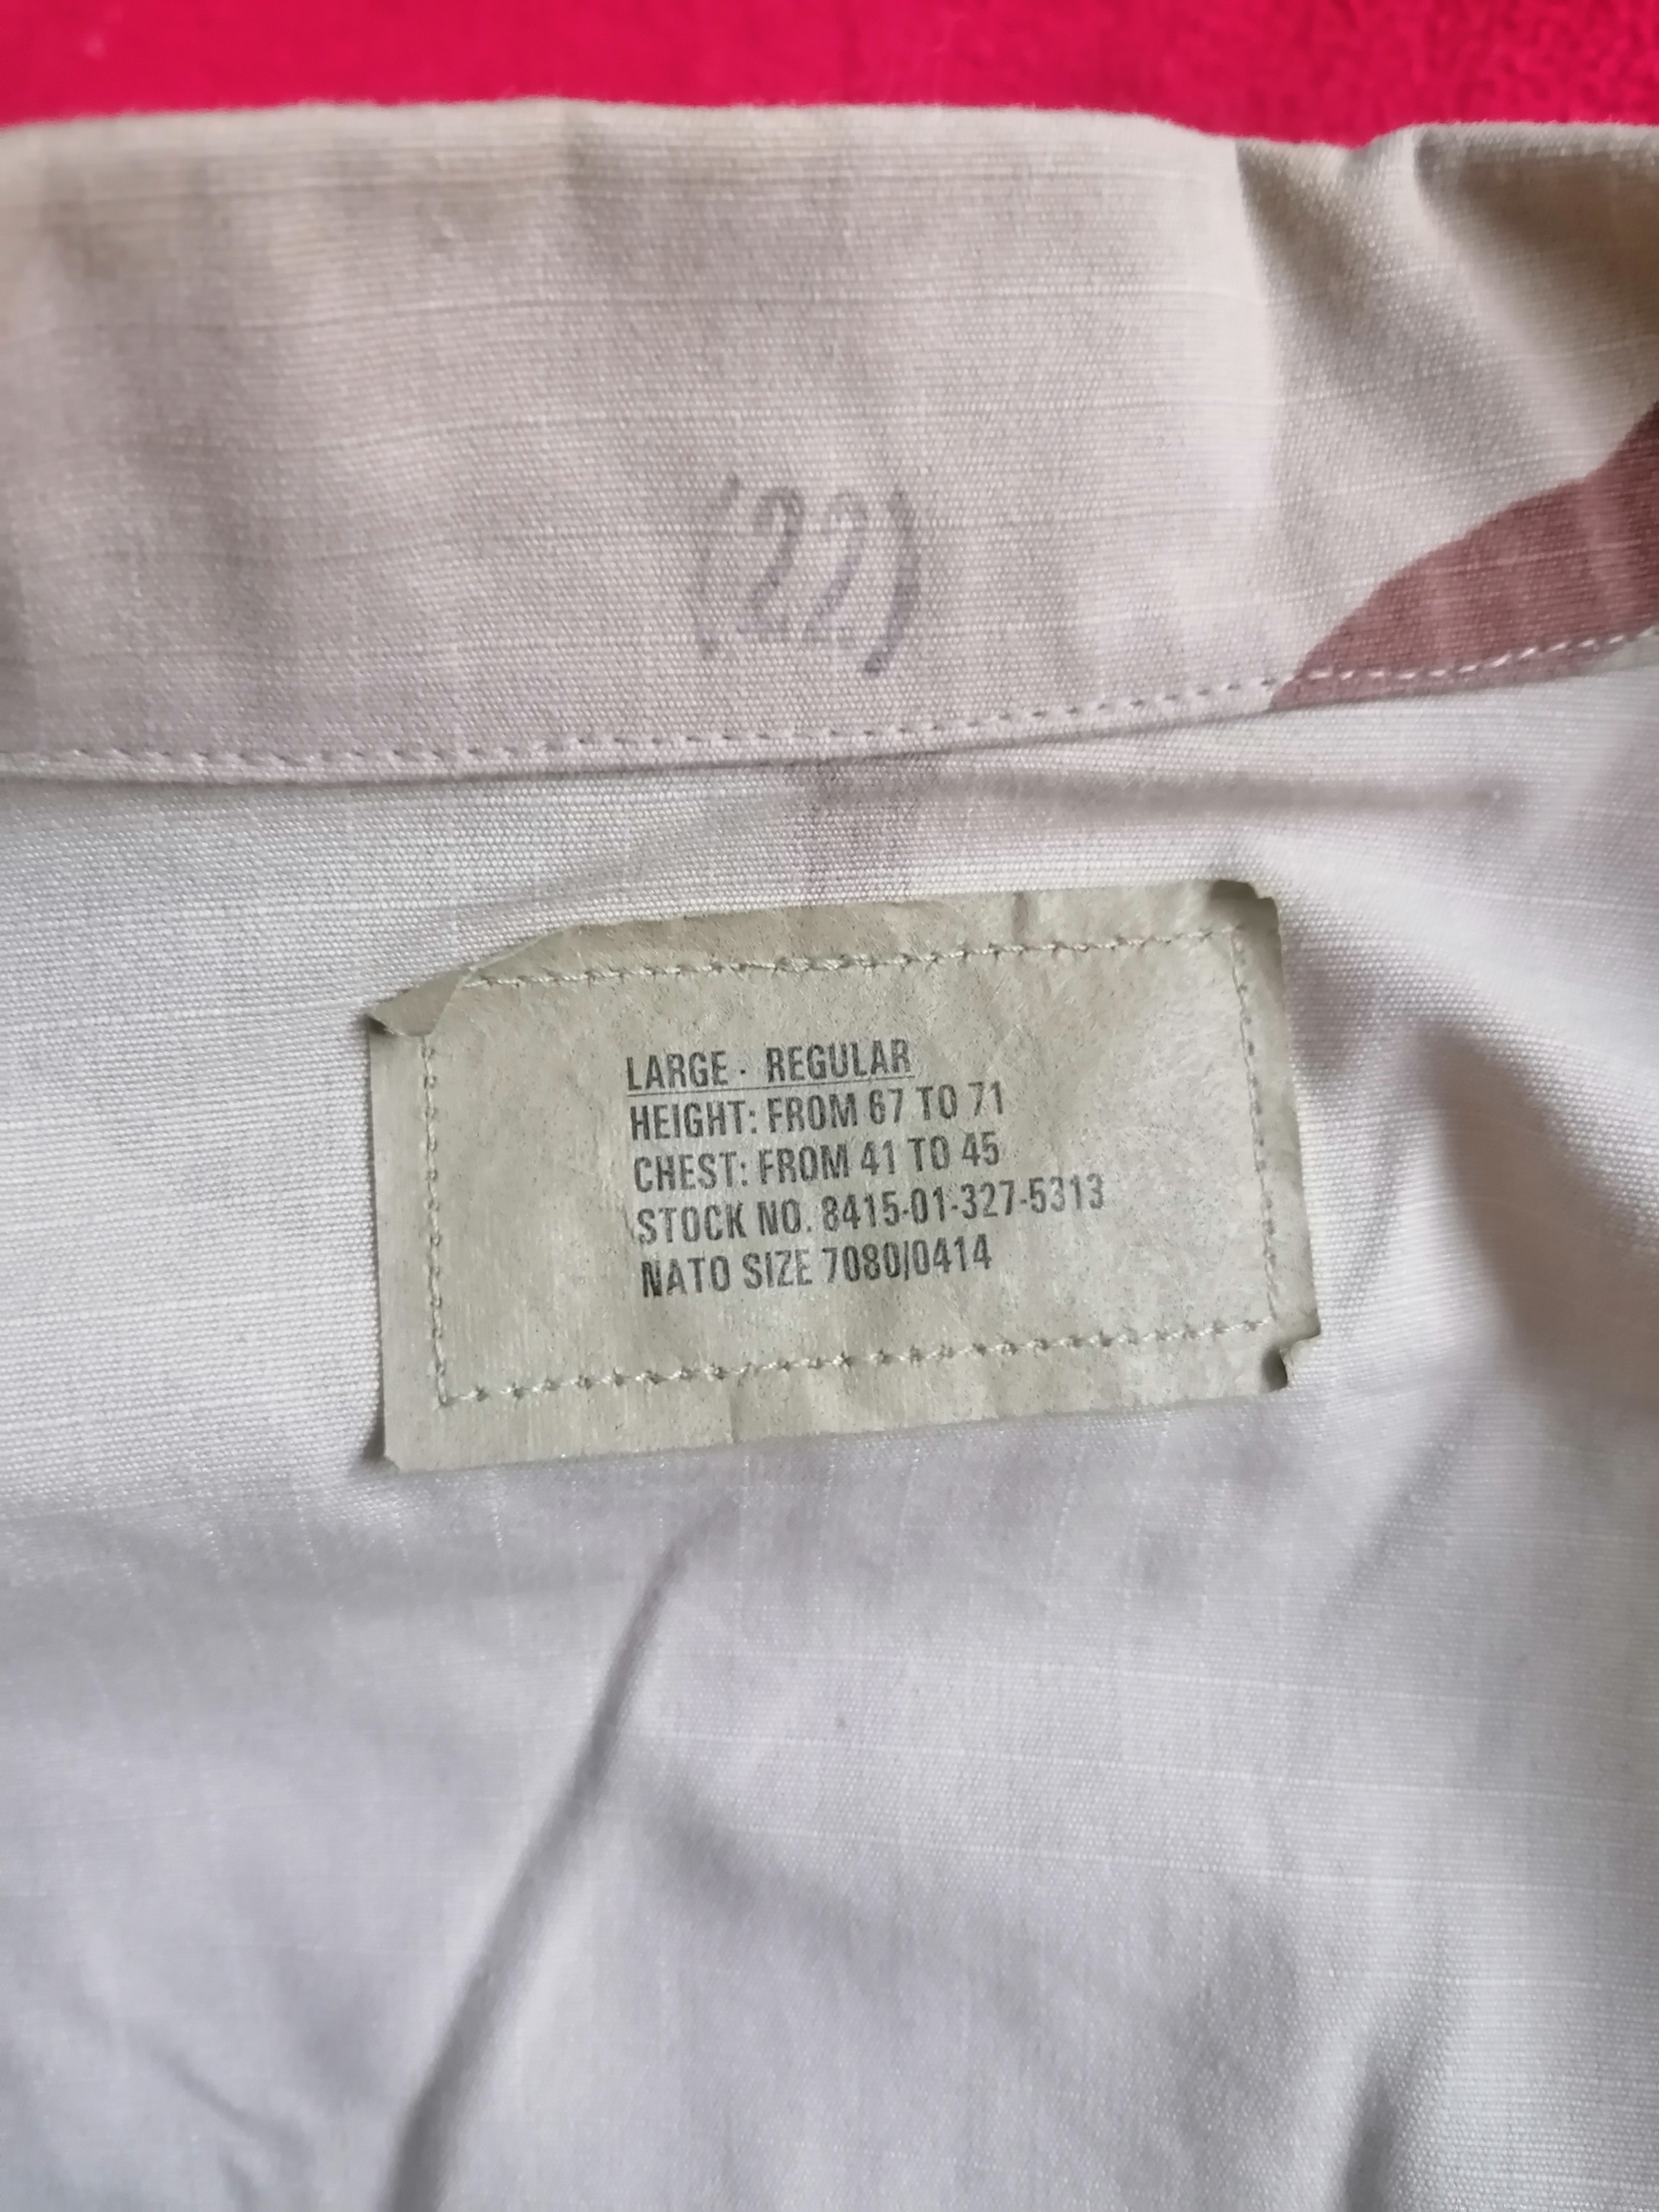 (22)
LARGE - REGULAR
HEIGHT: FROM 67 TO 71
CHEST: FROM 41 TO 45
STOCK NO. 8415-01-327-5313
NATO SIZE 7080/0414